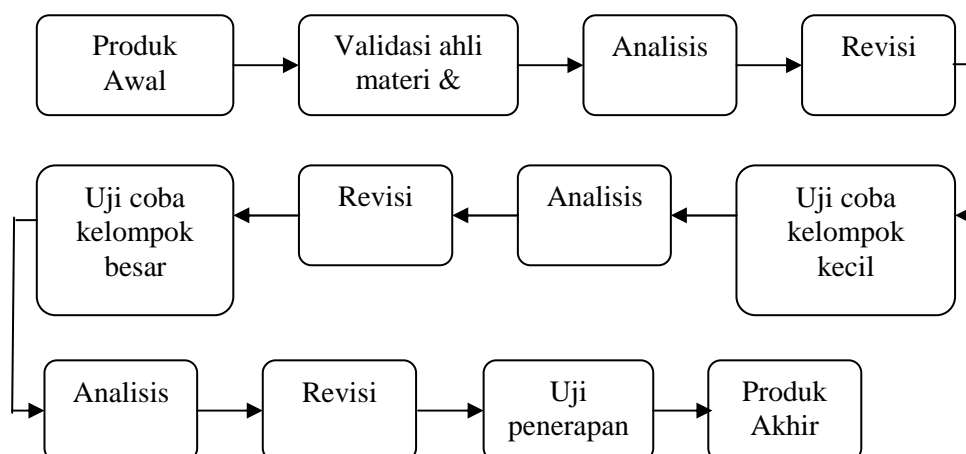 Produk
Awal
Validasi ahli
materi &
Analisis
Revisi
Uji coba
kelompok
besar
Revisi
Analisis
Uji coba
kelompok
kecil
Analisis
Revisi
Uji
penerapan
Produk
Akhir